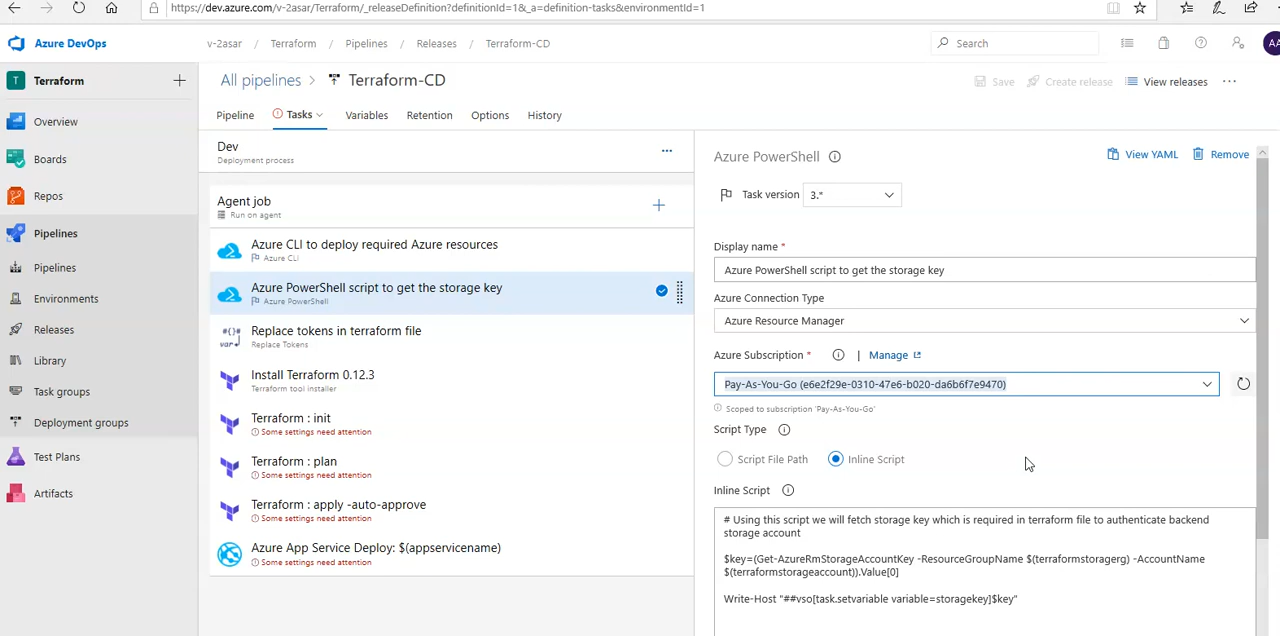 https://dev.azure.com/v-2asar/Terraform/_releaseDefinition?definitionId=1&_a=definition-tasks&environmentId=1
Azure DevOps
v-2asar / Terraform / Pipelines / Releases / Terraform-CD
Search
AA
T Terraform
All pipelines > Terraform-CD
Save
Create release
View releases
Overview
Boards
Repos
Pipelines
Pipelines
Environments
Releases
Library
Task groups
Deployment groups
Test Plans
Artifacts
Pipeline
Tasks
Variables
Retention
Options
History
Dev
Deployment process
Agent job
Run on agent
Azure CLI to deploy required Azure resources
Azure CLI
Azure PowerShell script to get the storage key
Azure PowerShell
Replace tokens in terraform file
Replace Tokens
Install Terraform 0.12.3
Terraform tool installer
Terraform : init
Some settings need attention
Terraform : plan
Some settings need attention
Terraform : apply -auto-approve
Some settings need attention
Azure App Service Deploy: $(appservicename)
Some settings need attention
Azure PowerShell
View YAML
Remove
Task version 3.*
Display name *
Azure PowerShell script to get the storage key
Azure Connection Type
Azure Resource Manager
Azure Subscription * | Manage
Pay-As-You-Go (e6e2f29e-0310-47e6-b020-da6b6f7e9470)
Scoped to subscription 'Pay-As-You-Go'
Script Type
Script File Path
Inline Script
Inline Script
# Using this script we will fetch storage key which is required in terraform file to authenticate backend
storage account
$key=(Get-AzureRmStorageAccountKey -ResourceGroupName $(terraformstoragerg) -AccountName
$(terraformstorageaccount)).Value[0]
Write-Host "##vso[task.setvariable variable=storagekey]$key"